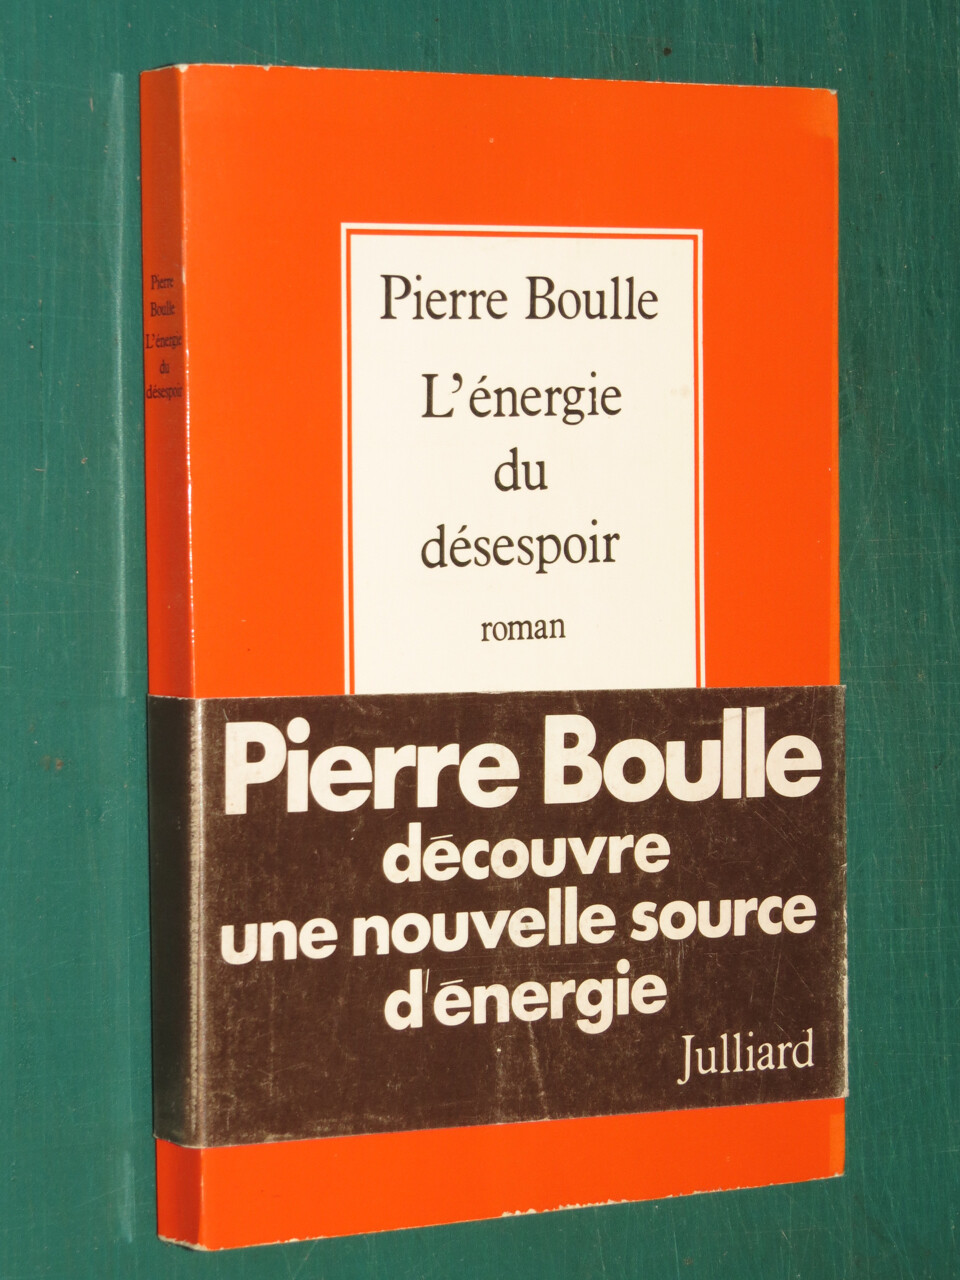 Pierre
Boulle
L'énergie
du
désespoir
Pierre Boulle
L'énergie
du
désespoir
roman
Pierre Boulle
découvre
une nouvelle source
d'énergie
Julliard